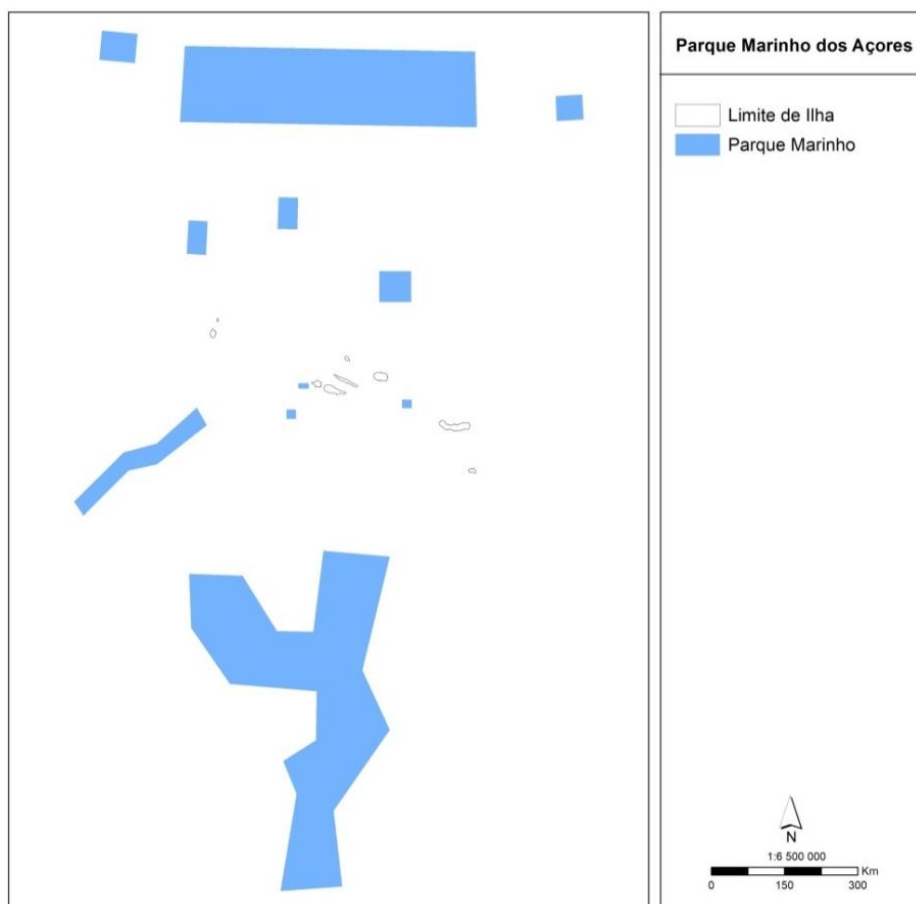 Parque Marinho dos Açores
Limite de Ilha
Parque Marinho
N
1:6 500 000
Km
0 150 300